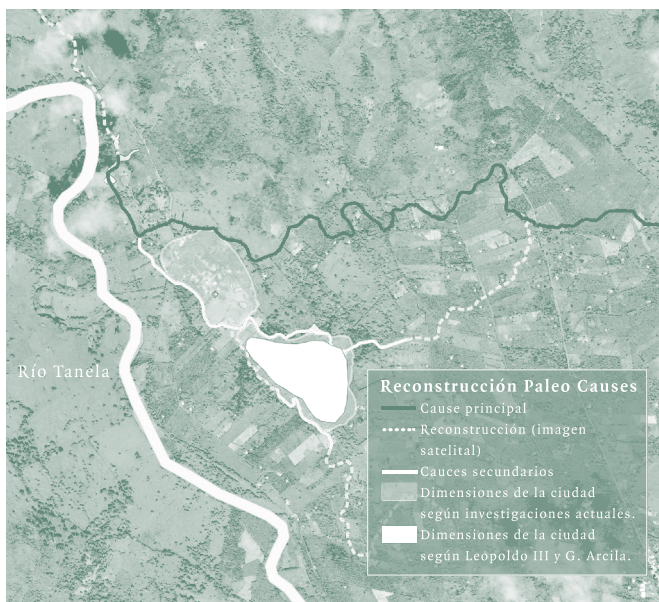 Río Tanela
Reconstrucción Paleo Causes
Cause principal
Reconstrucción (imagen
satelital)
Cauces secundarios
Dimensiones de la ciudad
según investigaciones actuales.
Dimensiones de la ciudad
según Leopoldo III y G. Arcila.